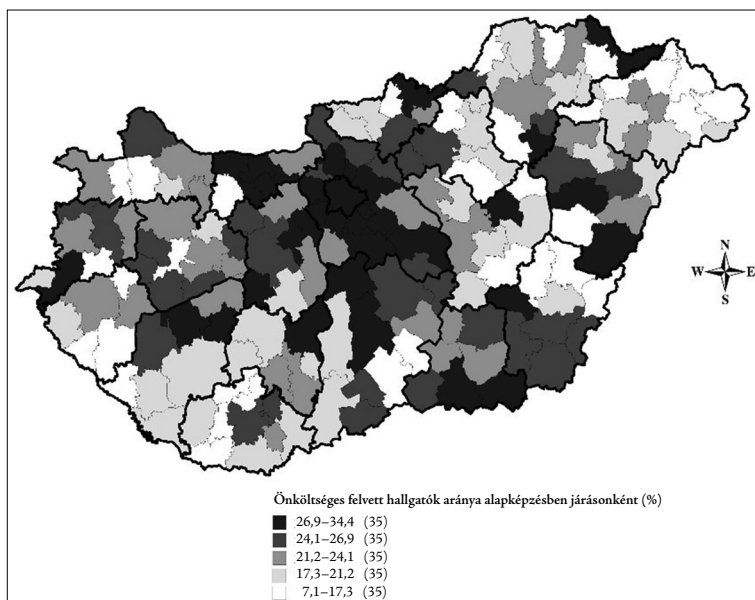 N
W E
S
Önköltséges felvett hallgatók aránya alapképzésben járásonként (%)
26,9–34,4 (35)
24,1–26,9 (35)
21,2–24,1 (35)
17,3–21,2 (35)
7,1–17,3 (35)